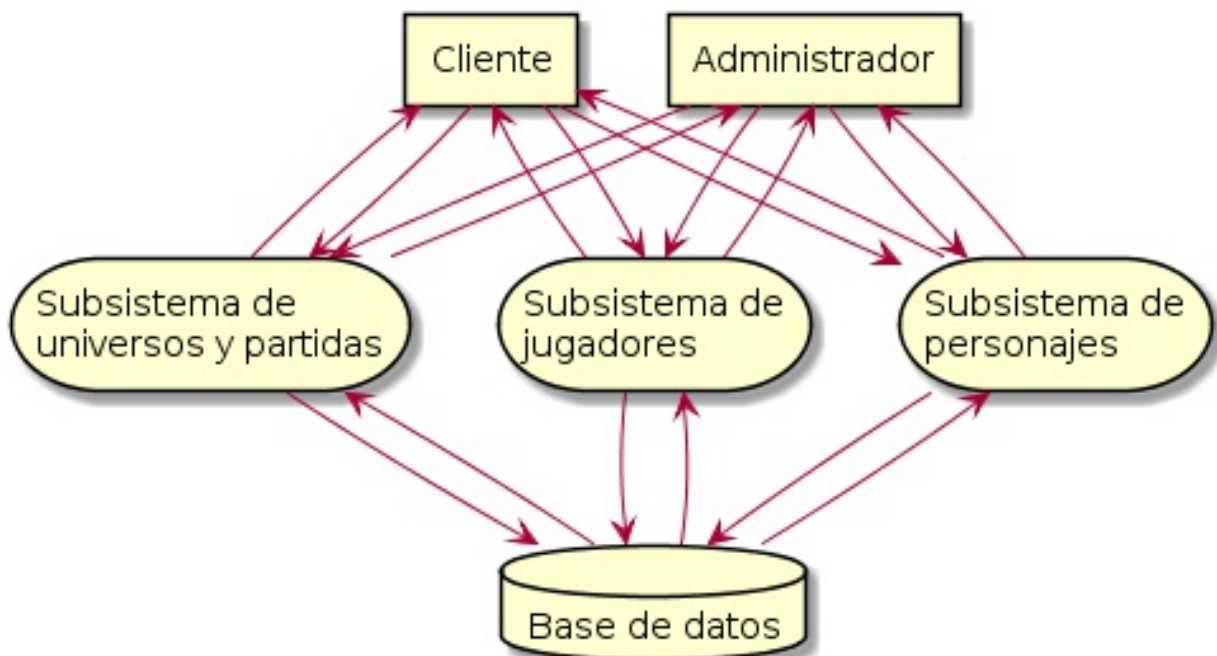 Cliente
Administrador
Subsistema de
universos y partidas
Subsistema de
jugadores
Subsistema de
personajes
Base de datos